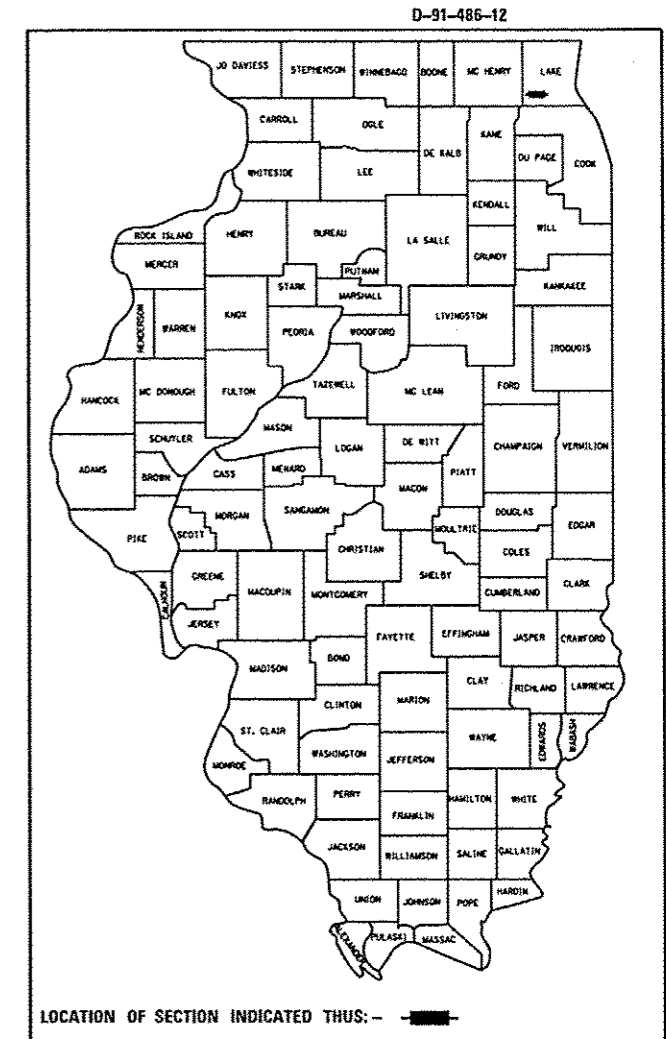 D-91-486-12
JO DAVIESS STEPHENSON WINNEBAGO BOONE MC HENRY LAKE
CARROLL OGLE DE KALB KANE DU PAGE COOK
WHITESIDE LEE KENDALL WILL
ROCK ISLAND HENRY BUREAU LA SALLE GRUNDY
MERCER PUTNAM KANKAKEE
STARK MARSHALL LIVINGSTON
HENDERSON WARREN KNOX PEORIA WOODFORD IROQUOIS
HANCOCK MC DONOUGH FULTON TAZEWELL MC LEAN FORD
SCHUYLER MASON LOGAN DE WITT CHAMPAIGN VERMILION
ADAMS BROWN CASS MENARD MACON PIATT
PIKE SCOTT MORGAN SANGAMON MOULTRIE DOUGLAS EDGAR
CHRISTIAN COLES
CALHOUN GREENE MACOUPIN MONTGOMERY SHELBY CUMBERLAND CLARK
JERSEY FAYETTE EFFINGHAM JASPER CRAWFORD
MADISON BOND CLAY RICHLAND LAWRENCE
CLINTON MARION
ST. CLAIR WAYNE EDWARDS WABASH
MONROE WASHINGTON JEFFERSON
RANDOLPH PERRY HAMILTON WHITE
FRANKLIN
JACKSON WILLIAMSON SALINE GALLATIN
UNION JOHNSON POPE HARDIN
ALEXANDER PULASKI MASSAC
LOCATION OF SECTION INDICATED THUS: -